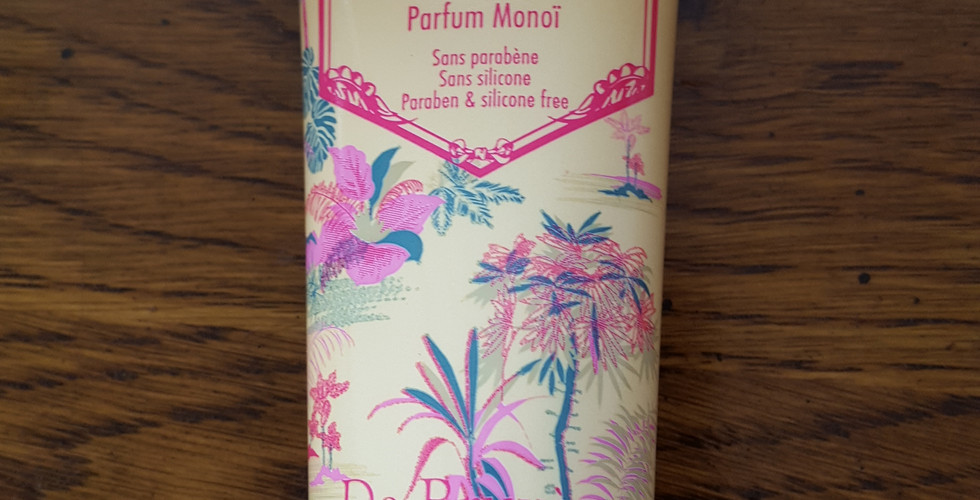 Parfum Monoï
Sans parabène
Sans silicone
Paraben & silicone free